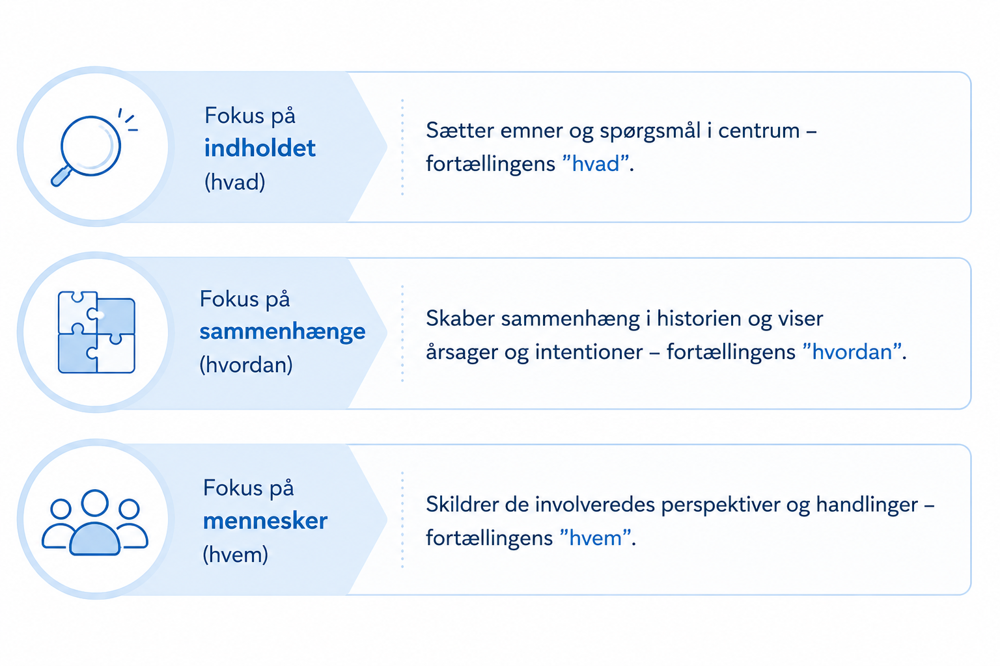 Fokus på
indholdet
(hvad)
Sætter emner og spørgsmål i centrum –
fortællingens ”hvad”.
Fokus på
sammenhænge
(hvordan)
Skaber sammenhæng i historien og viser
årsager og intentioner – fortællingens ”hvordan”.
Fokus på
mennesker
(hvem)
Skildrer de involveredes perspektiver og handlinger –
fortællingens ”hvem”.